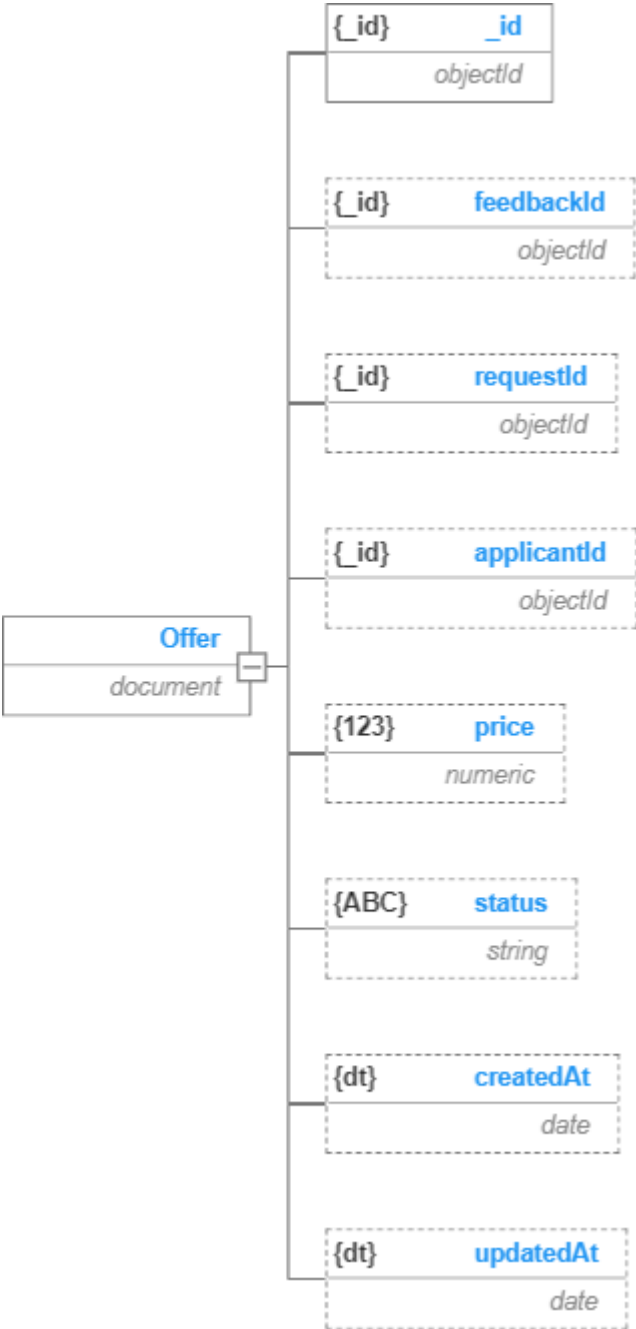 {_id} _id
objectId
{_id} feedbackId
objectId
{_id} requestId
objectId
{_id} applicantId
objectId
Offer
document
{123} price
numeric
{ABC} status
string
{dt} createdAt
date
{dt} updatedAt
date